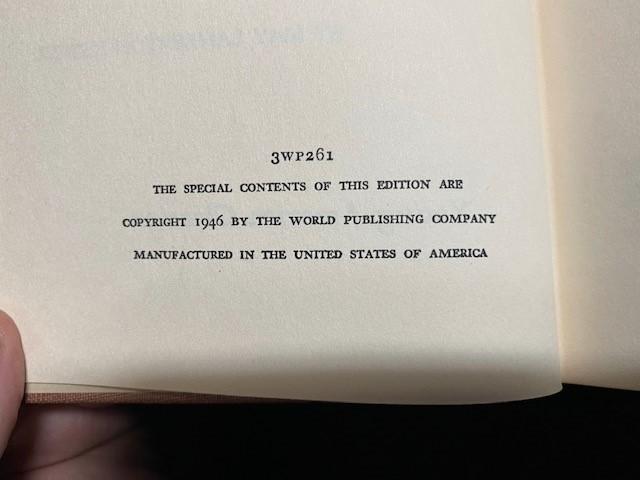 3WP261
THE SPECIAL CONTENTS OF THIS EDITION ARE
COPYRIGHT 1946 BY THE WORLD PUBLISHING COMPANY
MANUFACTURED IN THE UNITED STATES OF AMERICA